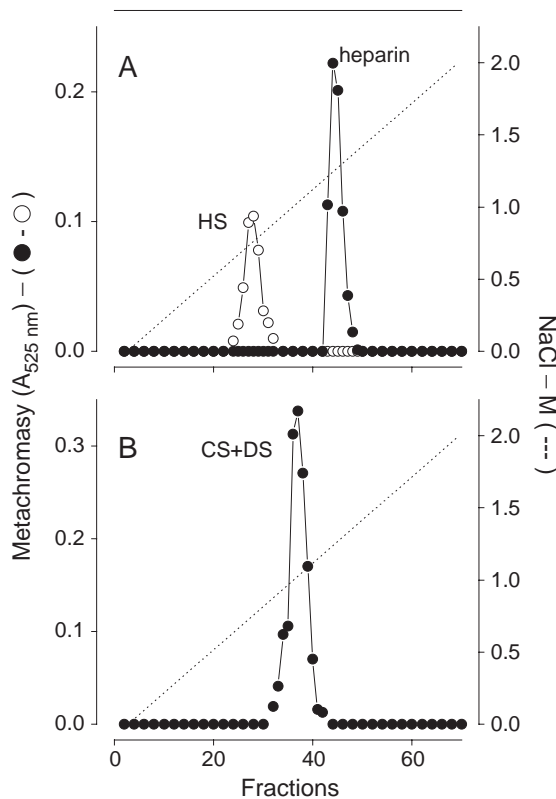 A
heparin
HS
0.2
0.1
0.0
2.0
1.5
1.0
0.5
0.0
B
CS+DS
0.3
0.2
0.1
0.0
2.0
1.5
1.0
0.5
0.0
0 20 40 60
Fractions
Metachromasy (A525 nm) – ( ● - ○ )
NaCl – M ( --- )